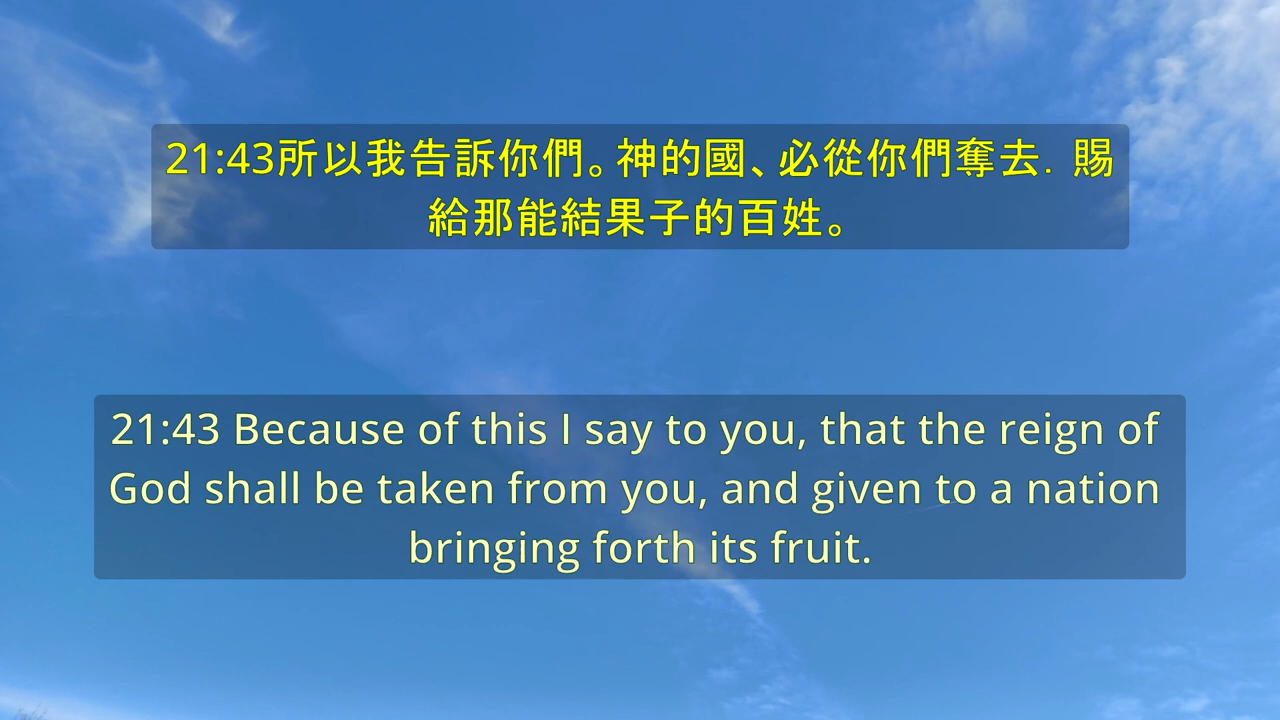 21:43所以我告訴你們。神的國、必從你們奪去．賜
給那能結果子的百姓。
21:43 Because of this I say to you, that the reign of
God shall be taken from you, and given to a nation
bringing forth its fruit.